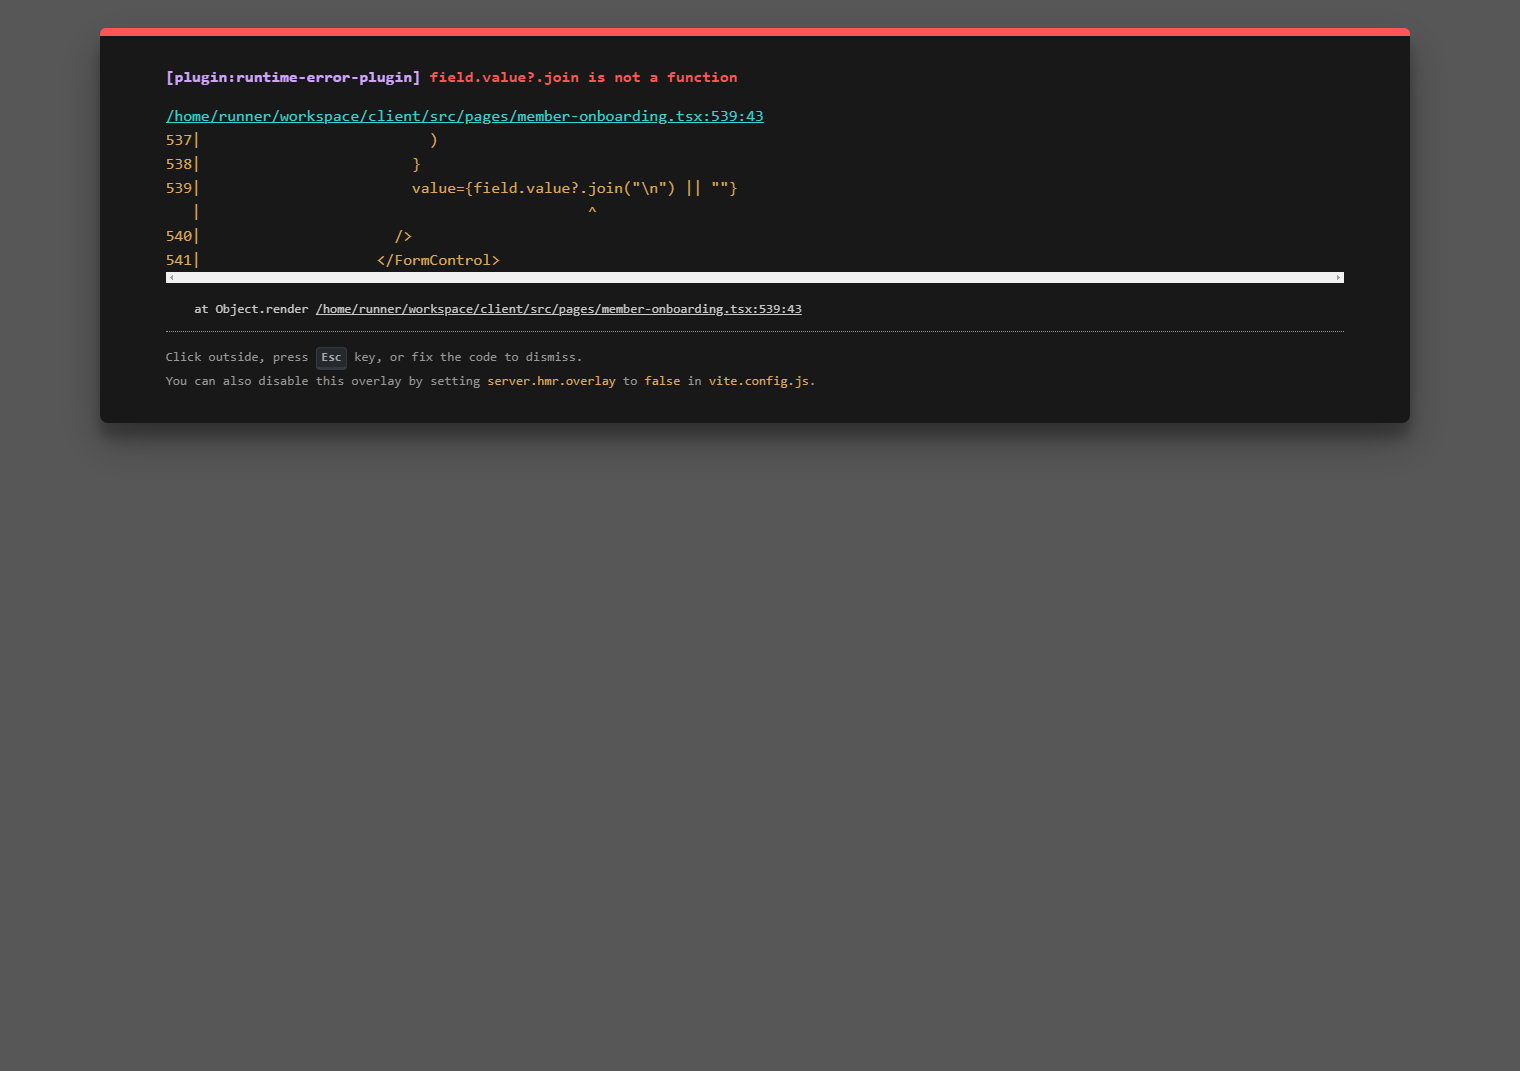 [plugin:runtime-error-plugin] field.value?.join is not a function
/home/runner/workspace/client/src/pages/member-onboarding.tsx:539:43
537|                          )
538|                        }
539|                        value={field.value?.join("\n") || ""}
   |                                            ^
540|                      />
541|                    </FormControl>
    at Object.render /home/runner/workspace/client/src/pages/member-onboarding.tsx:539:43
Click outside, press Esc key, or fix the code to dismiss.
You can also disable this overlay by setting server.hmr.overlay to false in vite.config.js.